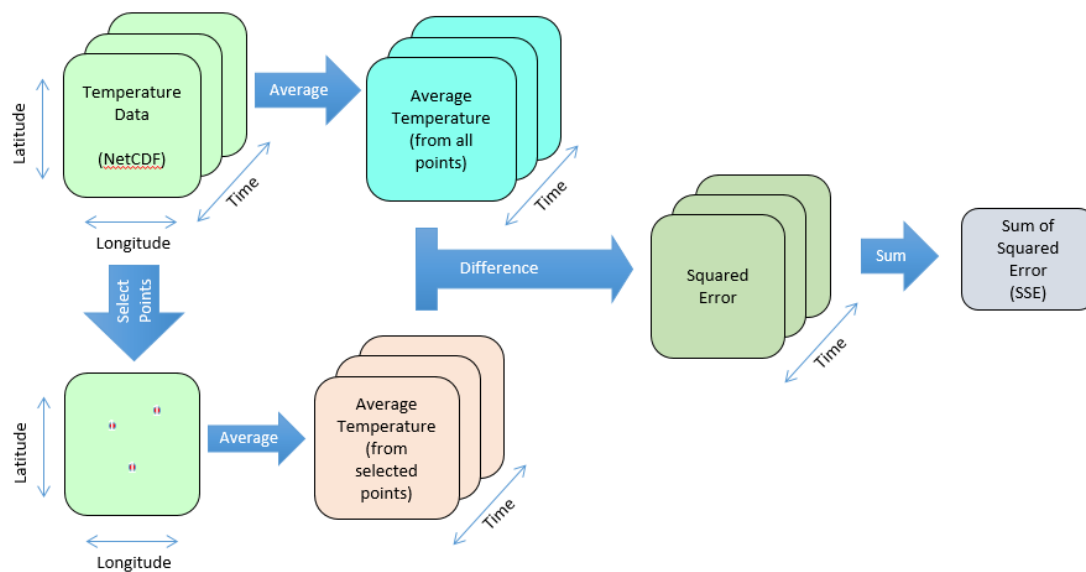 Temperature
Data
(NetCDF)
Latitude
Longitude
Time
Average
Average
Temperature
(from all
points)
Time
Select
Points
Difference
Squared
Error
Time
Sum
Sum of
Squared
Error
(SSE)
Latitude
Longitude
Average
Average
Temperature
(from
selected
points)
Time